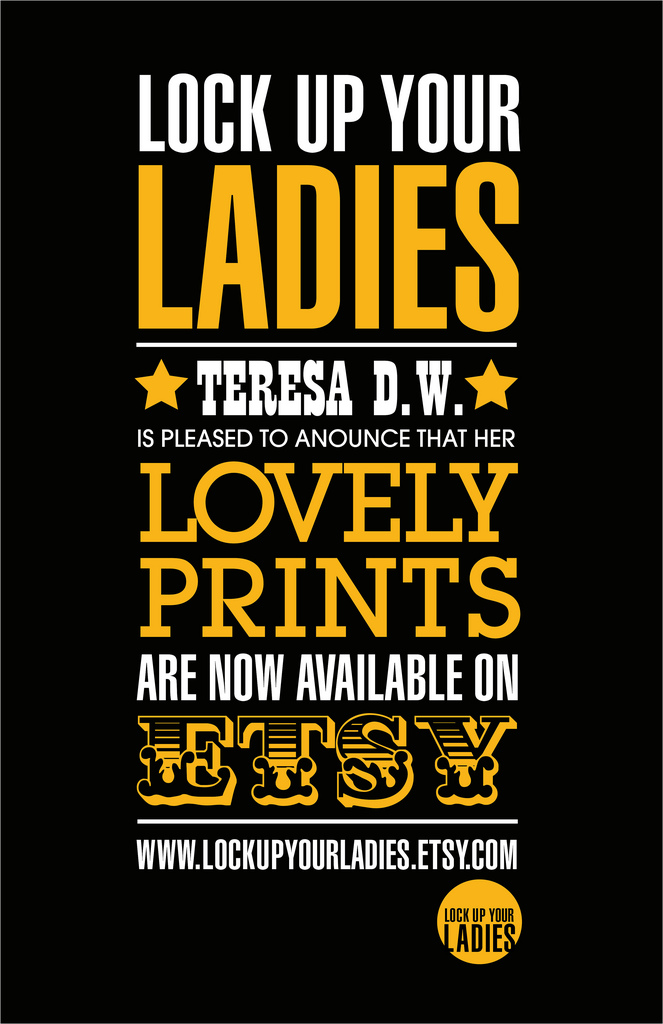 LOCK UP YOUR
LADIES
TERESA D.W.
IS PLEASED TO ANOUNCE THAT HER
LOVELY
PRINTS
ARE NOW AVAILABLE ON
ETSY
WWW.LOCKUPYOURLADIES.ETSY.COM
LOCK UP YOUR
LADIES